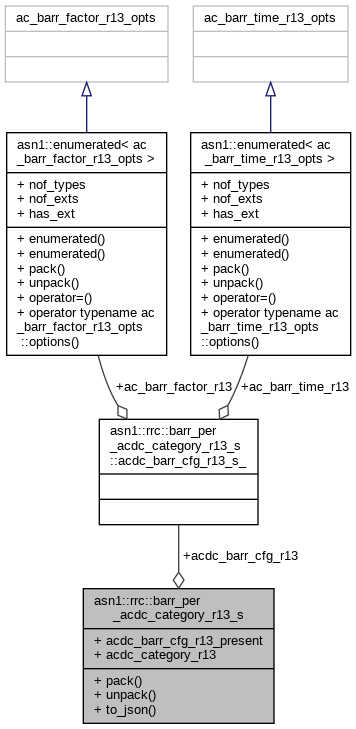 ac_barr_factor_r13_opts
ac_barr_time_r13_opts
asn1::enumerated< ac
_barr_factor_r13_opts >
+ nof_types
+ nof_exts
+ has_ext
+ enumerated()
+ enumerated()
+ pack()
+ unpack()
+ operator=()
+ operator typename ac
_barr_factor_r13_opts
::options()
asn1::enumerated< ac
_barr_time_r13_opts >
+ nof_types
+ nof_exts
+ has_ext
+ enumerated()
+ enumerated()
+ pack()
+ unpack()
+ operator=()
+ operator typename ac
_barr_time_r13_opts
::options()
+ac_barr_factor_r13
+ac_barr_time_r13
asn1::rrc::barr_per
_acdc_category_r13_s
::acdc_barr_cfg_r13_s_
+acdc_barr_cfg_r13
asn1::rrc::barr_per
_acdc_category_r13_s
+ acdc_barr_cfg_r13_present
+ acdc_category_r13
+ pack()
+ unpack()
+ to_json()